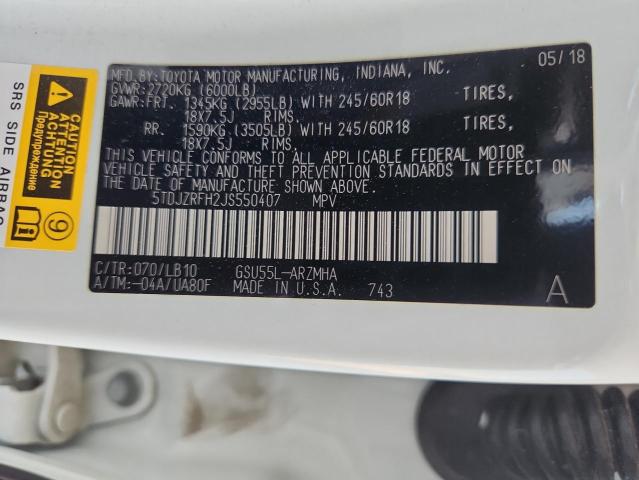 05/18
MFD.BY:TOYOTA MOTOR MANUFACTURING, INDIANA, INC.
GVWR:2720KG (6000LB)
GAWR:FRT. 1345KG (2955LB) WITH 245/60R18 TIRES,
18X7.5J RIMS,
RR. 1590KG (3505LB) WITH 245/60R18 TIRES,
18X7.5J RIMS,
THIS VEHICLE CONFORMS TO ALL APPLICABLE FEDERAL MOTOR
VEHICLE SAFETY AND THEFT PREVENTION STANDARDS IN EFFECT ON
THE DATE OF MANUFACTURE SHOWN ABOVE.
5TDJZRFH2JS550407 MPV
C/TR:070/LB10 GSU55L-ARZMHA
A/TM:-04A/UA80F MADE IN U.S.A. 743
A
SRS SIDE AIRBAG
CAUTION
ATTENTION
ACHTUNG
Предупреждение
9